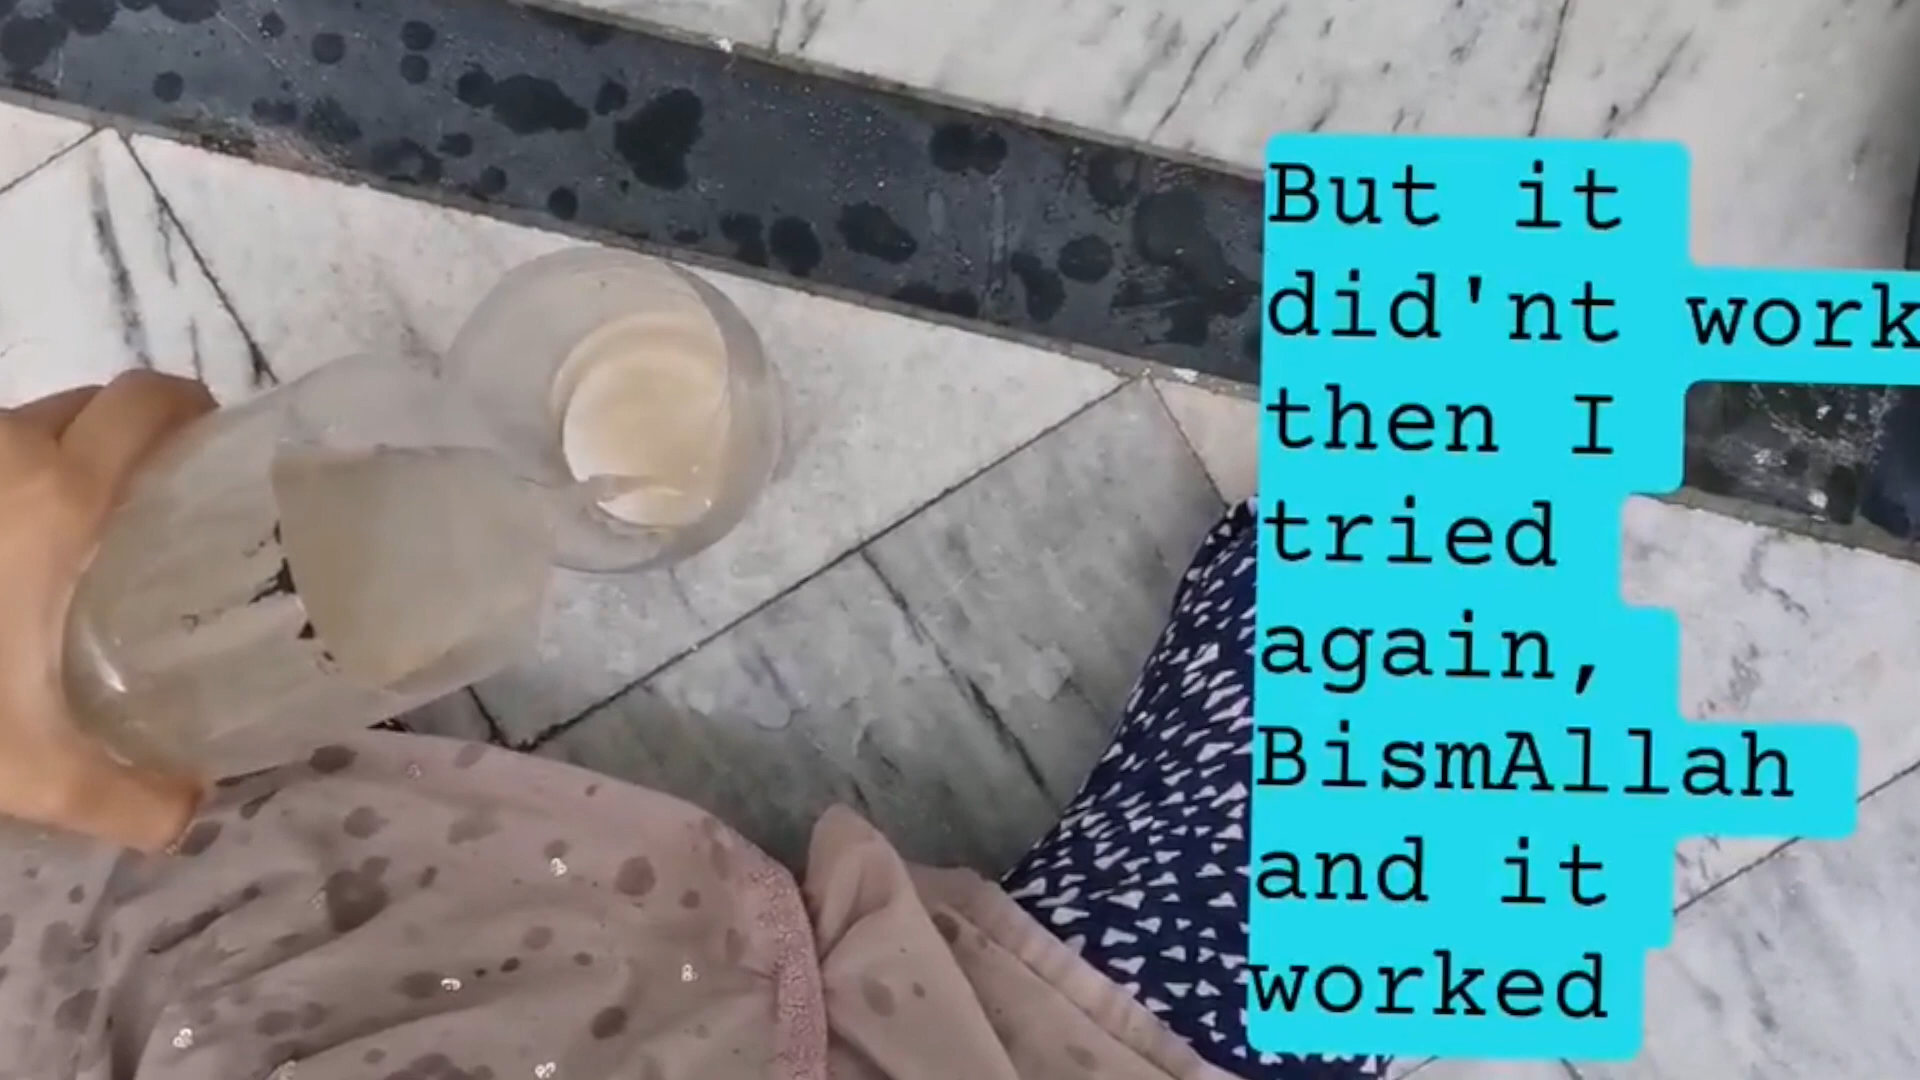 But it
did'nt work
then I
tried
again,
BismAllah
and it
worked